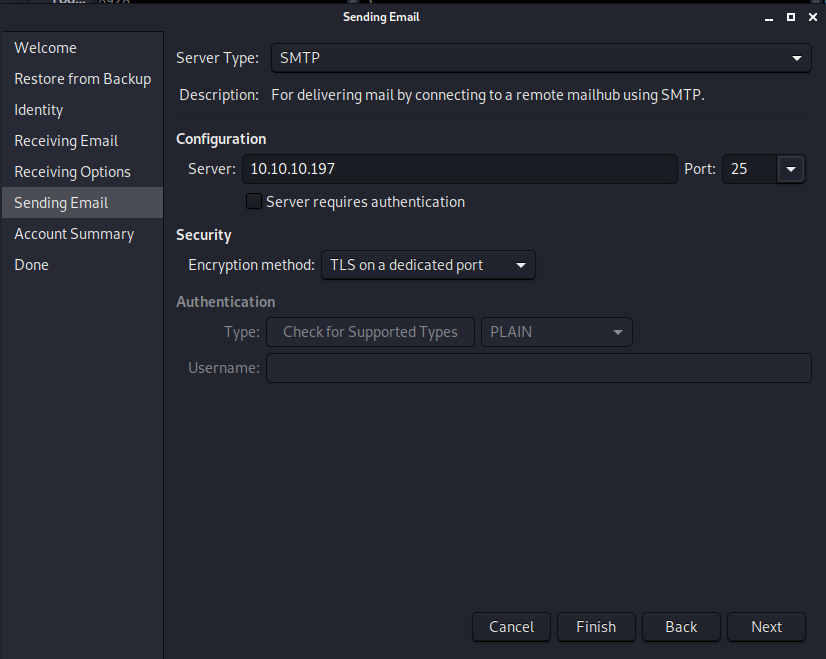 Sending Email
Welcome
Restore from Backup
Identity
Receiving Email
Receiving Options
Sending Email
Account Summary
Done
Server Type: SMTP
Description: For delivering mail by connecting to a remote mailhub using SMTP.
Configuration
Server: 10.10.10.197 Port: 25
Server requires authentication
Security
Encryption method: TLS on a dedicated port
Authentication
Type: Check for Supported Types PLAIN
Username:
Cancel Finish Back Next